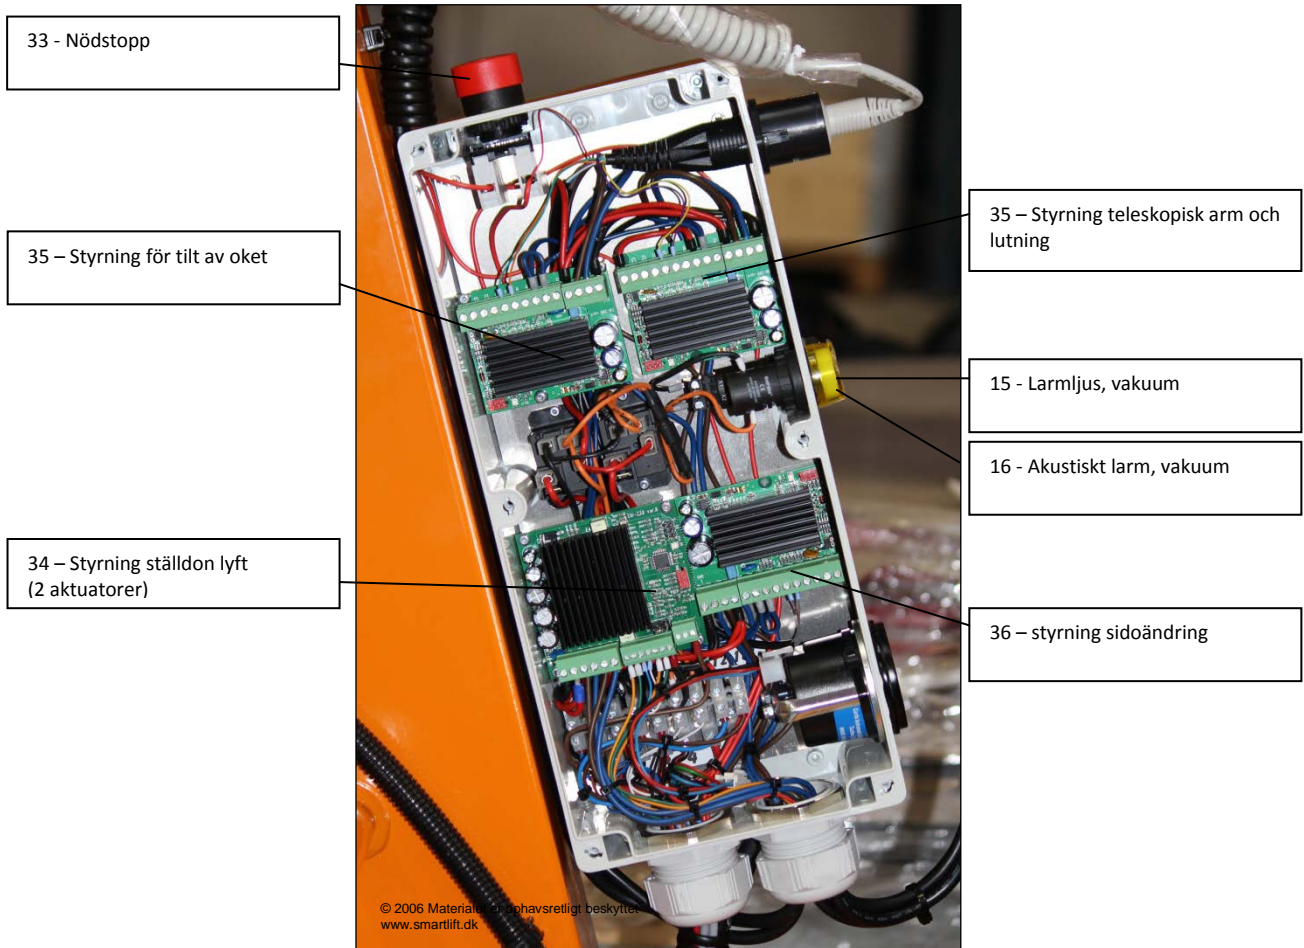 33 - Nödstopp
35 – Styrning för tilt av oket
34 – Styrning ställdon lyft
(2 aktuatorer)
35 – Styrning teleskopisk arm och
lutning
15 - Larmljus, vakuum
16 - Akustiskt larm, vakuum
36 – styrning sidoändring
© 2006 Materialet er ophavsretligt beskyttet
www.smartlift.dk